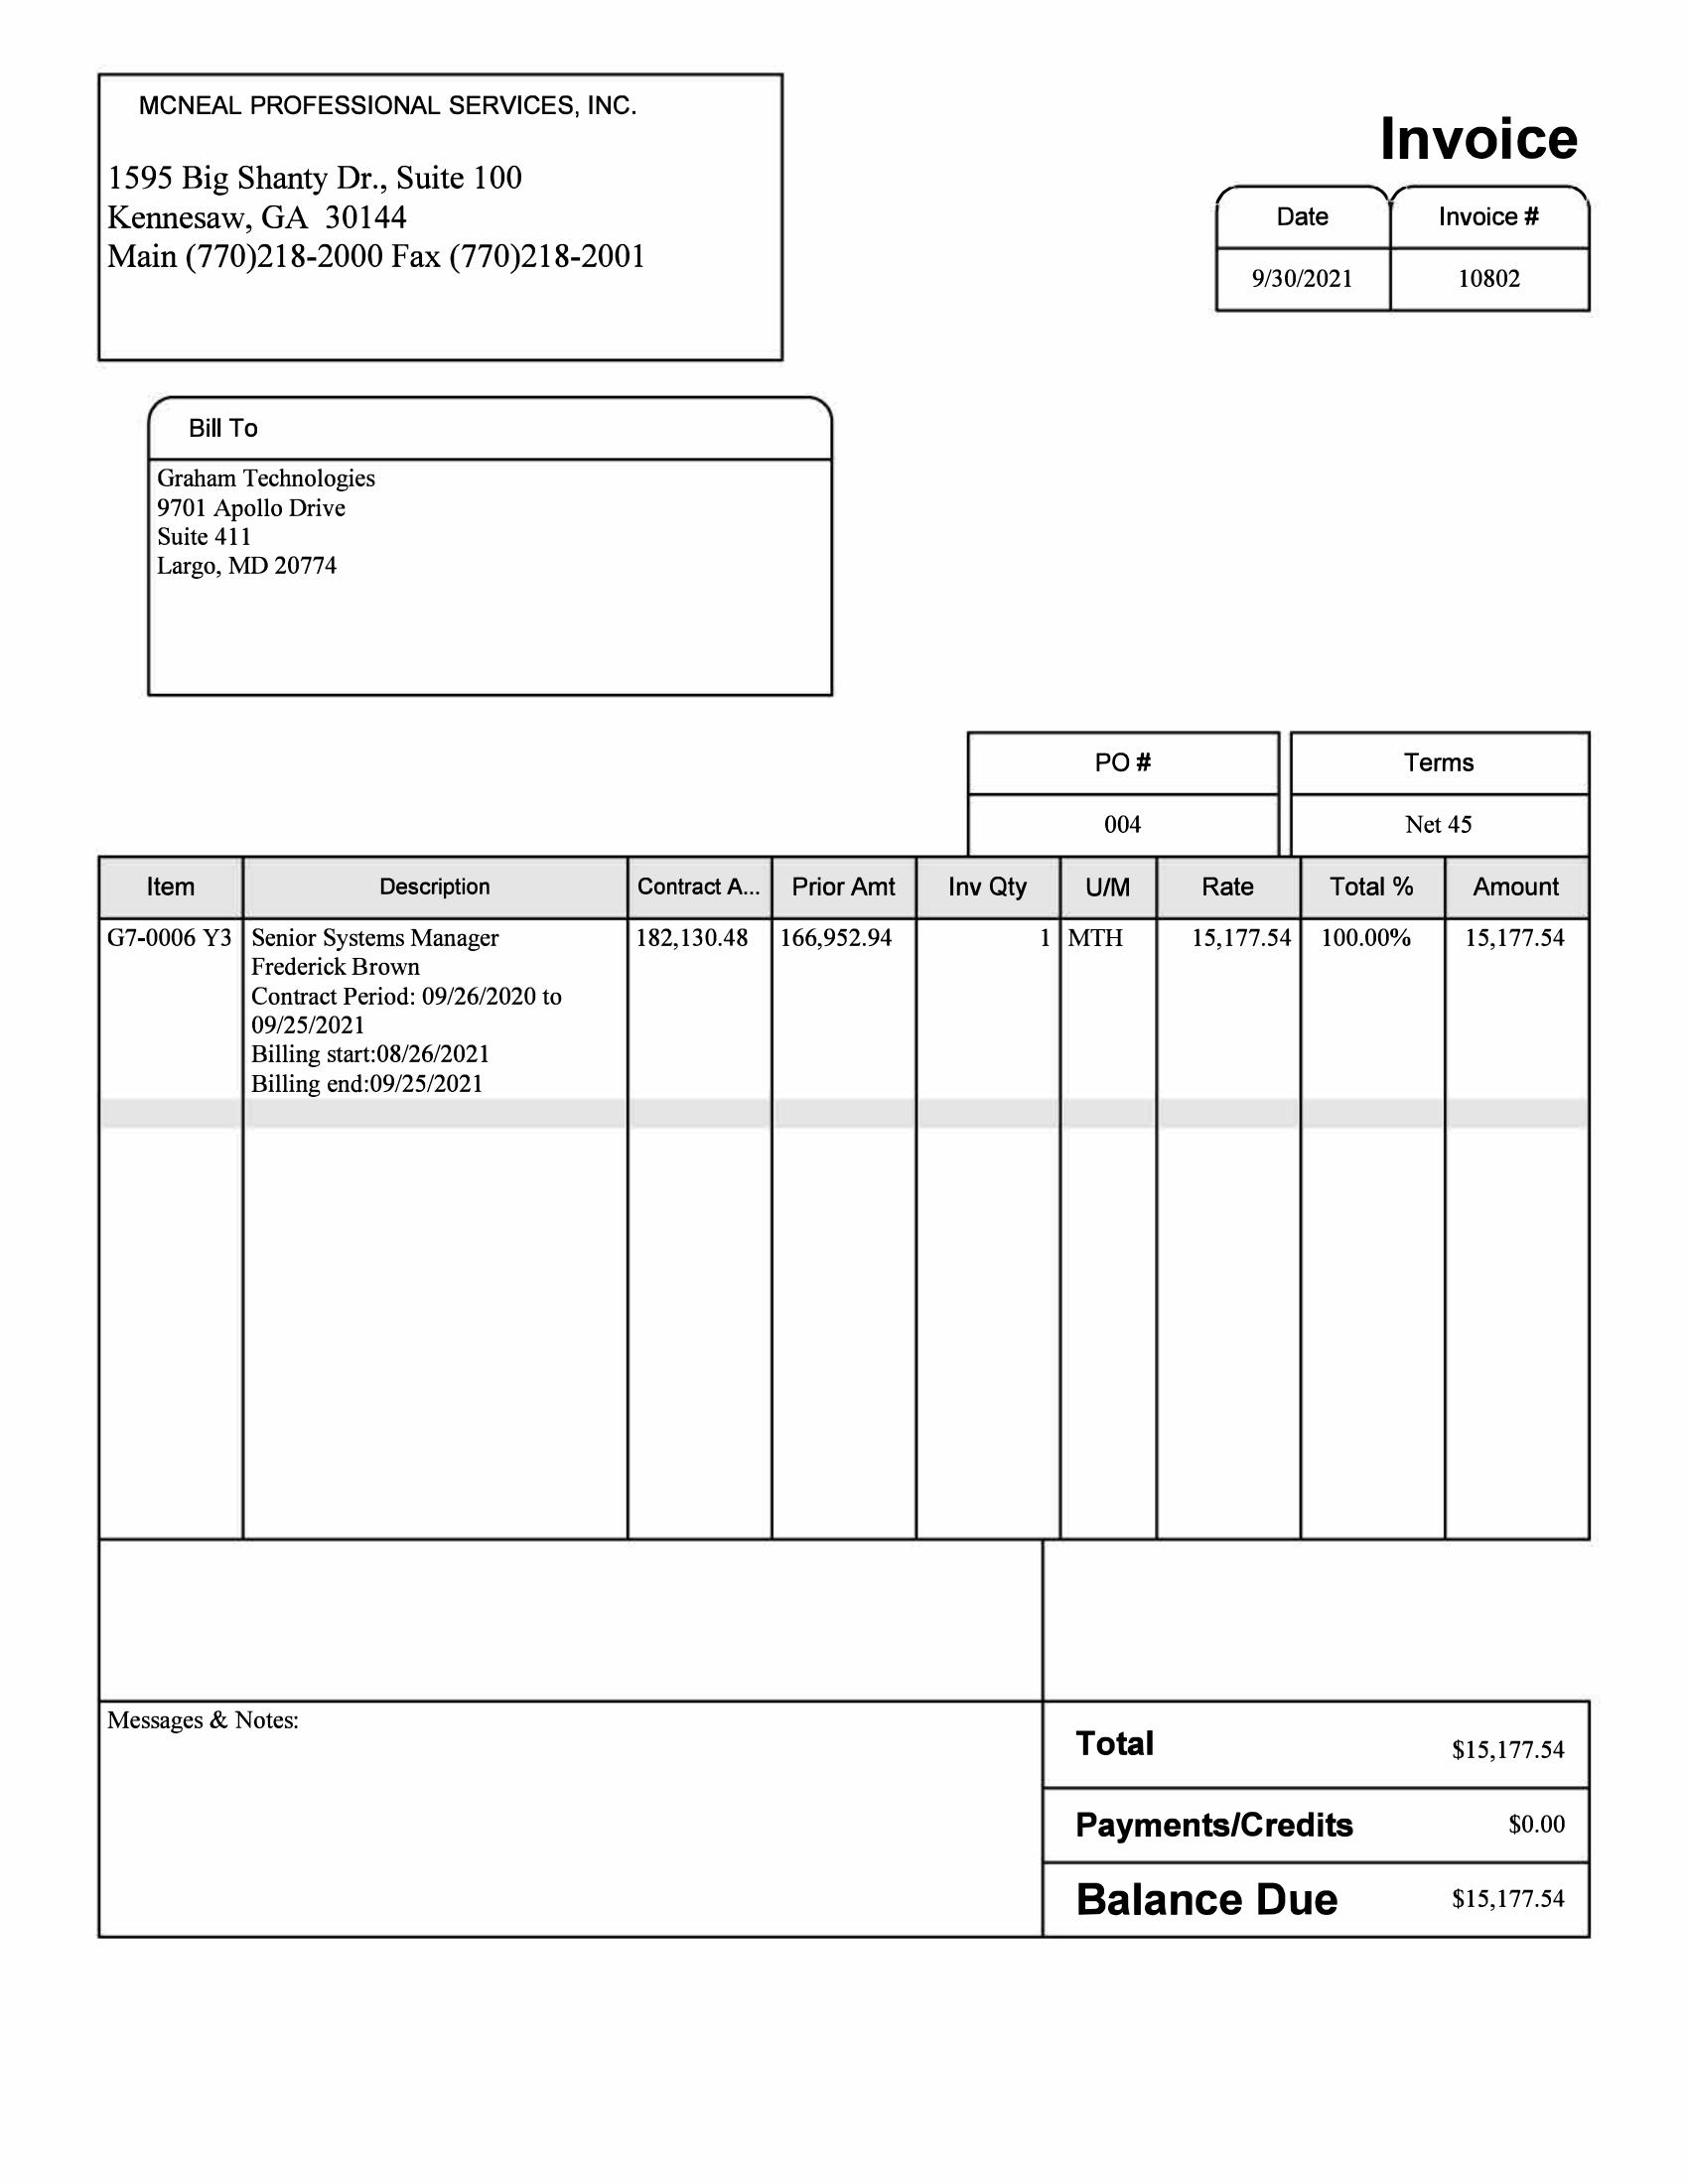 MCNEAL PROFESSIONAL SERVICES, INC.
1595 Big Shanty Dr., Suite 100
Kennesaw, GA  30144
Main (770)218-2000 Fax (770)218-2001
Invoice
Date Invoice #
9/30/2021 10802
Bill To
Graham Technologies
9701 Apollo Drive
Suite 411
Largo, MD 20774
PO # Terms
004 Net 45
Item Description Contract A... Prior Amt Inv Qty U/M Rate Total % Amount
G7-0006 Y3 Senior Systems Manager 182,130.48 166,952.94 1 MTH 15,177.54 100.00% 15,177.54
Frederick Brown
Contract Period: 09/26/2020 to
09/25/2021
Billing start:08/26/2021
Billing end:09/25/2021
Messages & Notes:
Total $15,177.54
Payments/Credits $0.00
Balance Due $15,177.54